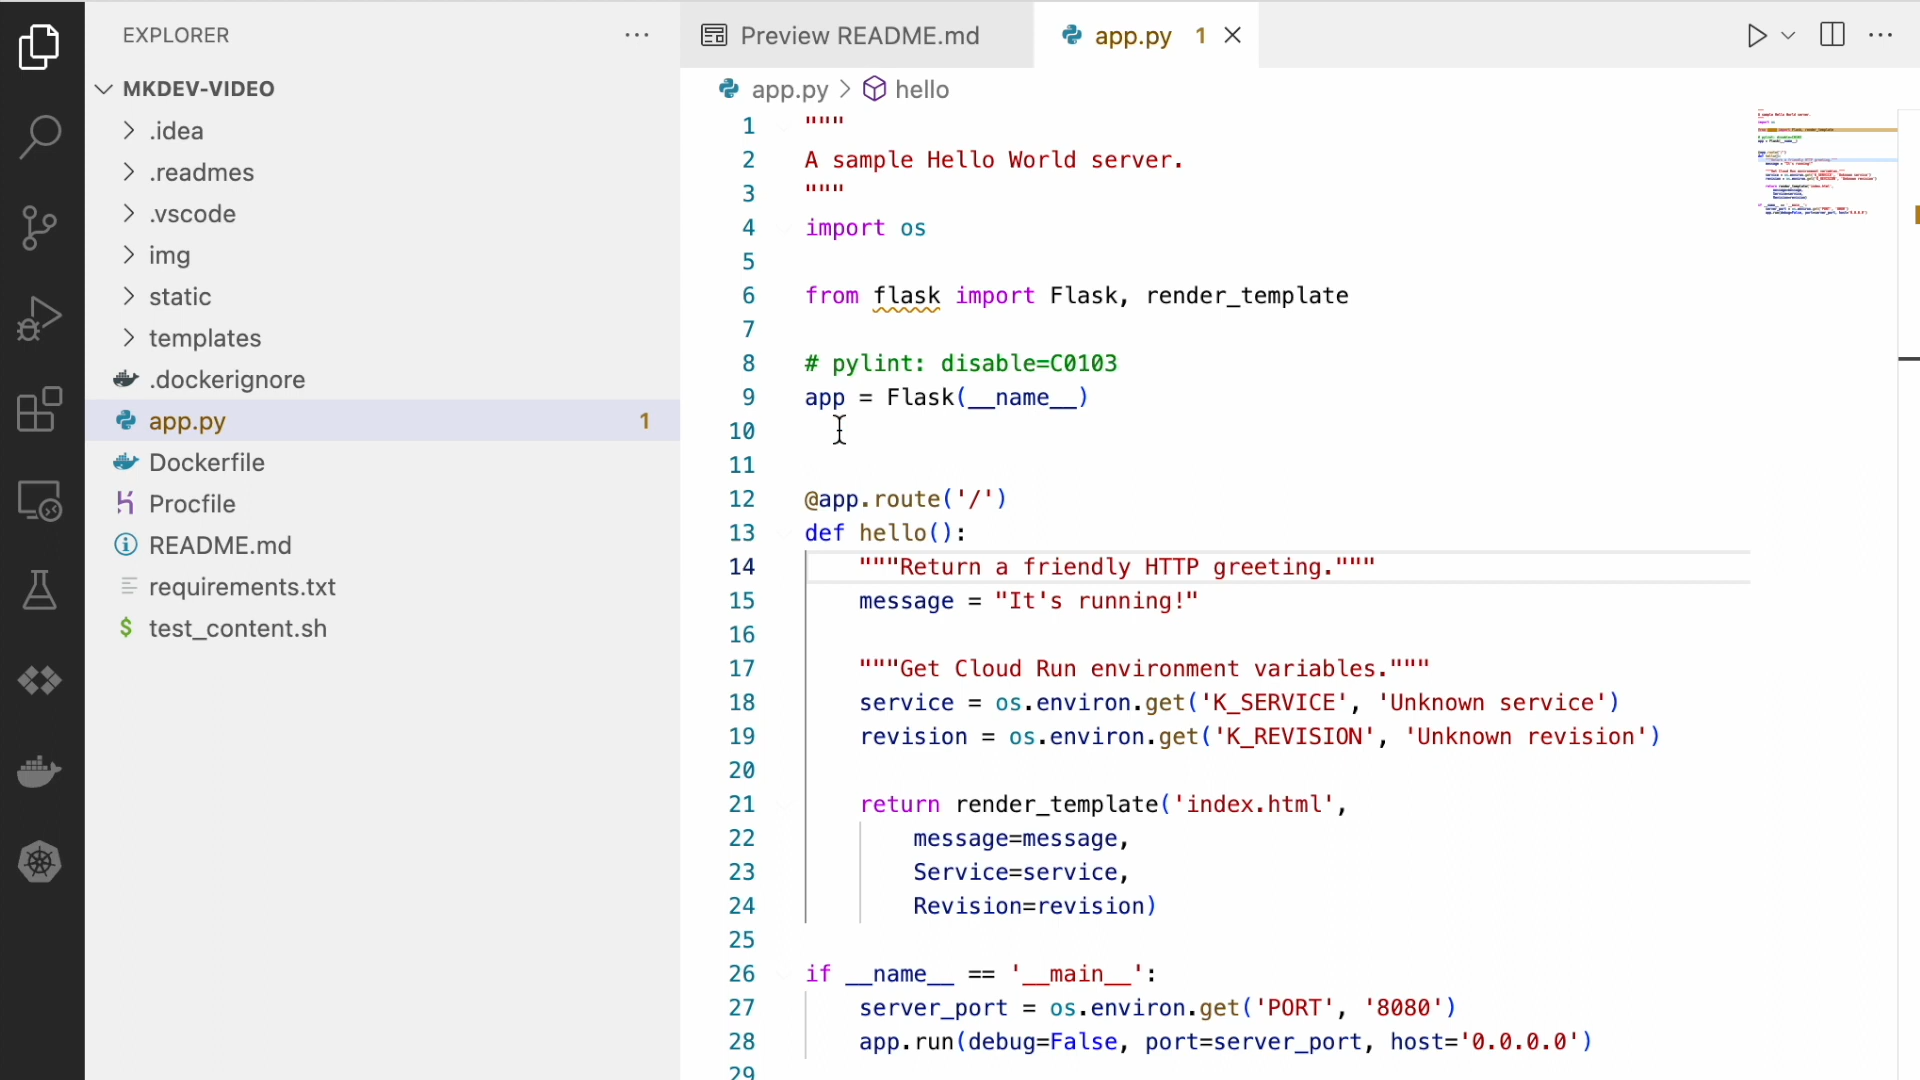 EXPLORER
MKDEV-VIDEO
.idea
.readmes
.vscode
img
static
templates
.dockerignore
app.py 1
Dockerfile
Procfile
README.md
requirements.txt
$ test_content.sh
Preview README.md
app.py 1
app.py > hello
1 """
2 A sample Hello World server.
3 """
4 import os
5
6 from flask import Flask, render_template
7
8 # pylint: disable=C0103
9 app = Flask(__name__)
10
11
12 @app.route('/')
13 def hello():
14     """Return a friendly HTTP greeting."""
15     message = "It's running!"
16
17     """Get Cloud Run environment variables."""
18     service = os.environ.get('K_SERVICE', 'Unknown service')
19     revision = os.environ.get('K_REVISION', 'Unknown revision')
20
21     return render_template('index.html',
22         message=message,
23         Service=service,
24         Revision=revision)
25
26 if __name__ == '__main__':
27     server_port = os.environ.get('PORT', '8080')
28     app.run(debug=False, port=server_port, host='0.0.0.0')
29